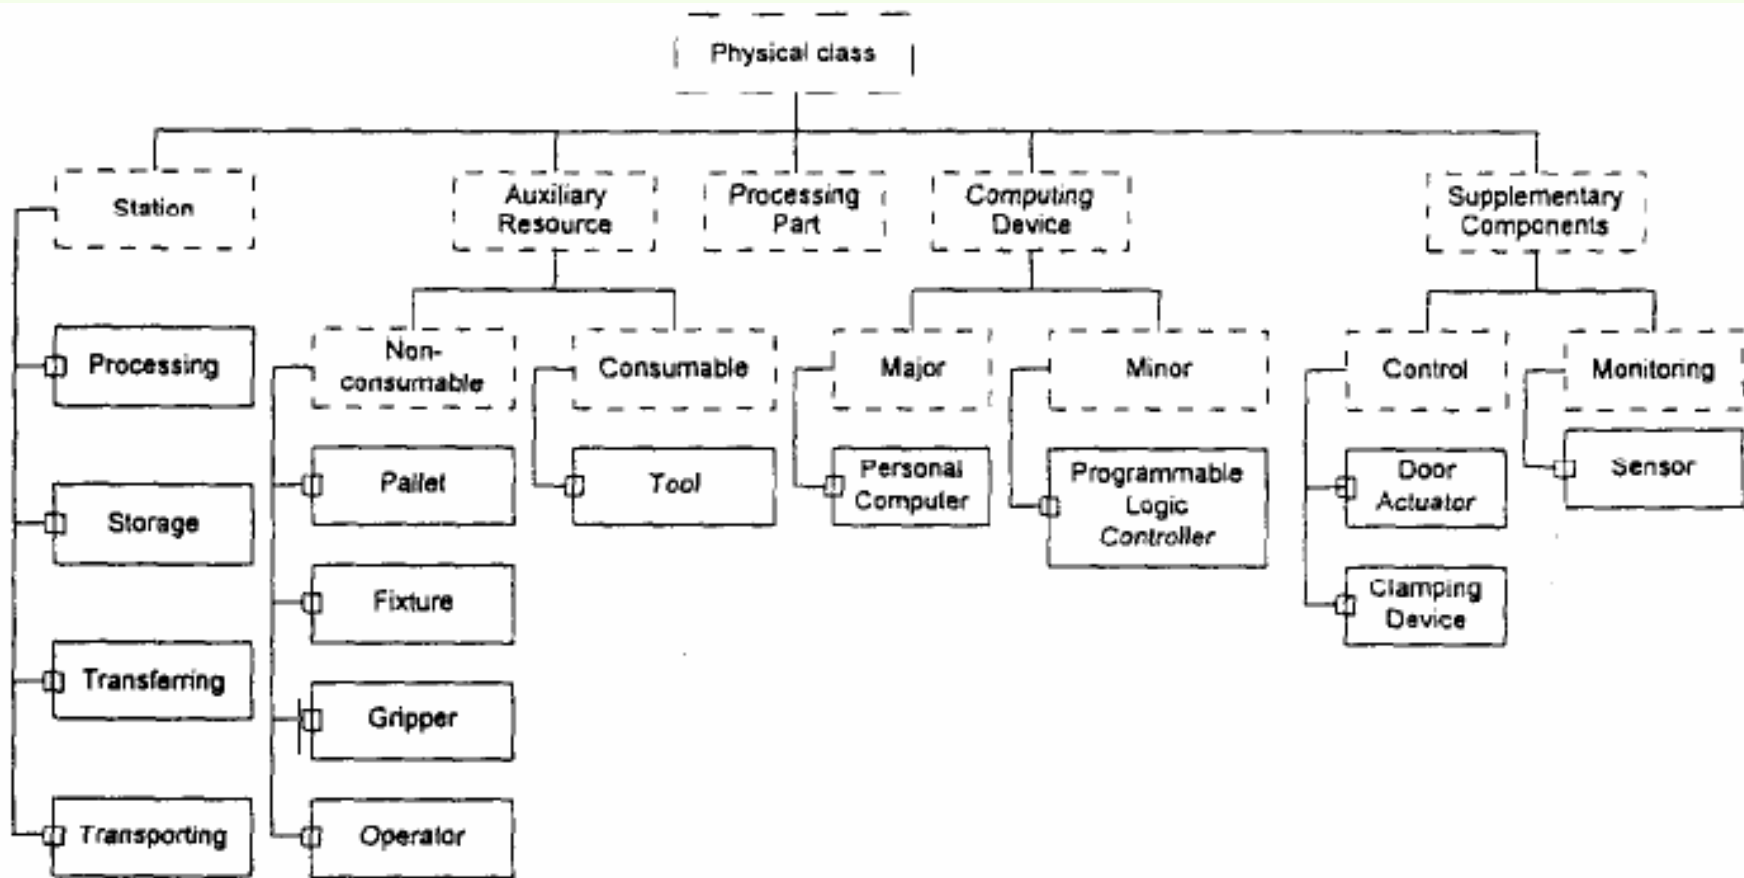 Physical class
Station
Auxiliary
Resource
Processing
Part
Computing
Device
Supplementary
Components
Processing
Storage
Transferring
Transporting
Non-
consumable
Pallet
Fixture
Gripper
Operator
Consumable
Tool
Major
Personal
Computer
Minor
Programmable
Logic
Controller
Control
Door
Actuator
Clamping
Device
Monitoring
Sensor